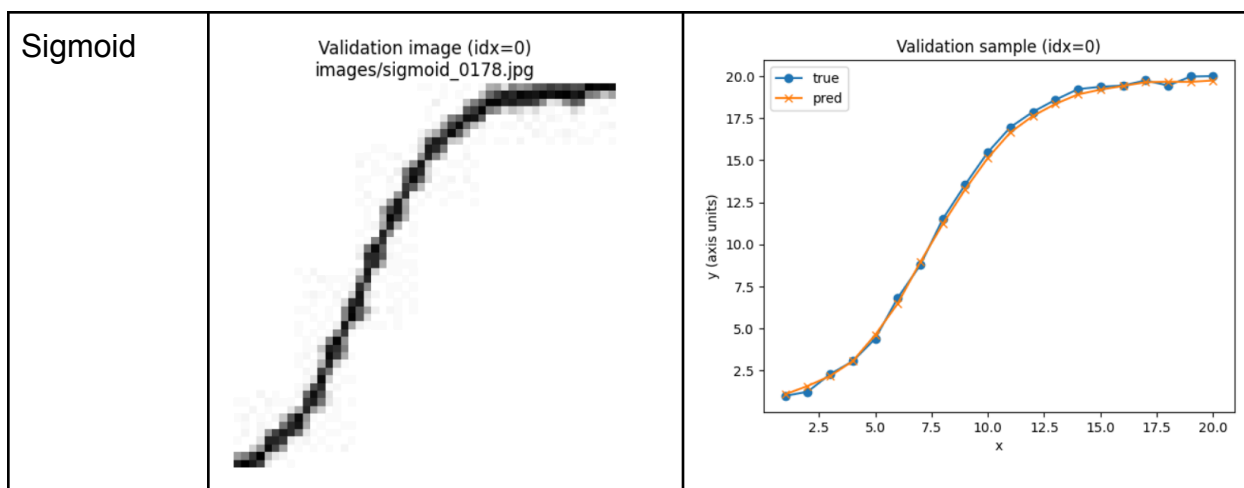 Sigmoid
Validation image (idx=0)
images/sigmoid_0178.jpg
Validation sample (idx=0)
true
pred
20.0
17.5
15.0
12.5
10.0
7.5
5.0
2.5
y (axis units)
2.5 5.0 7.5 10.0 12.5 15.0 17.5 20.0
x